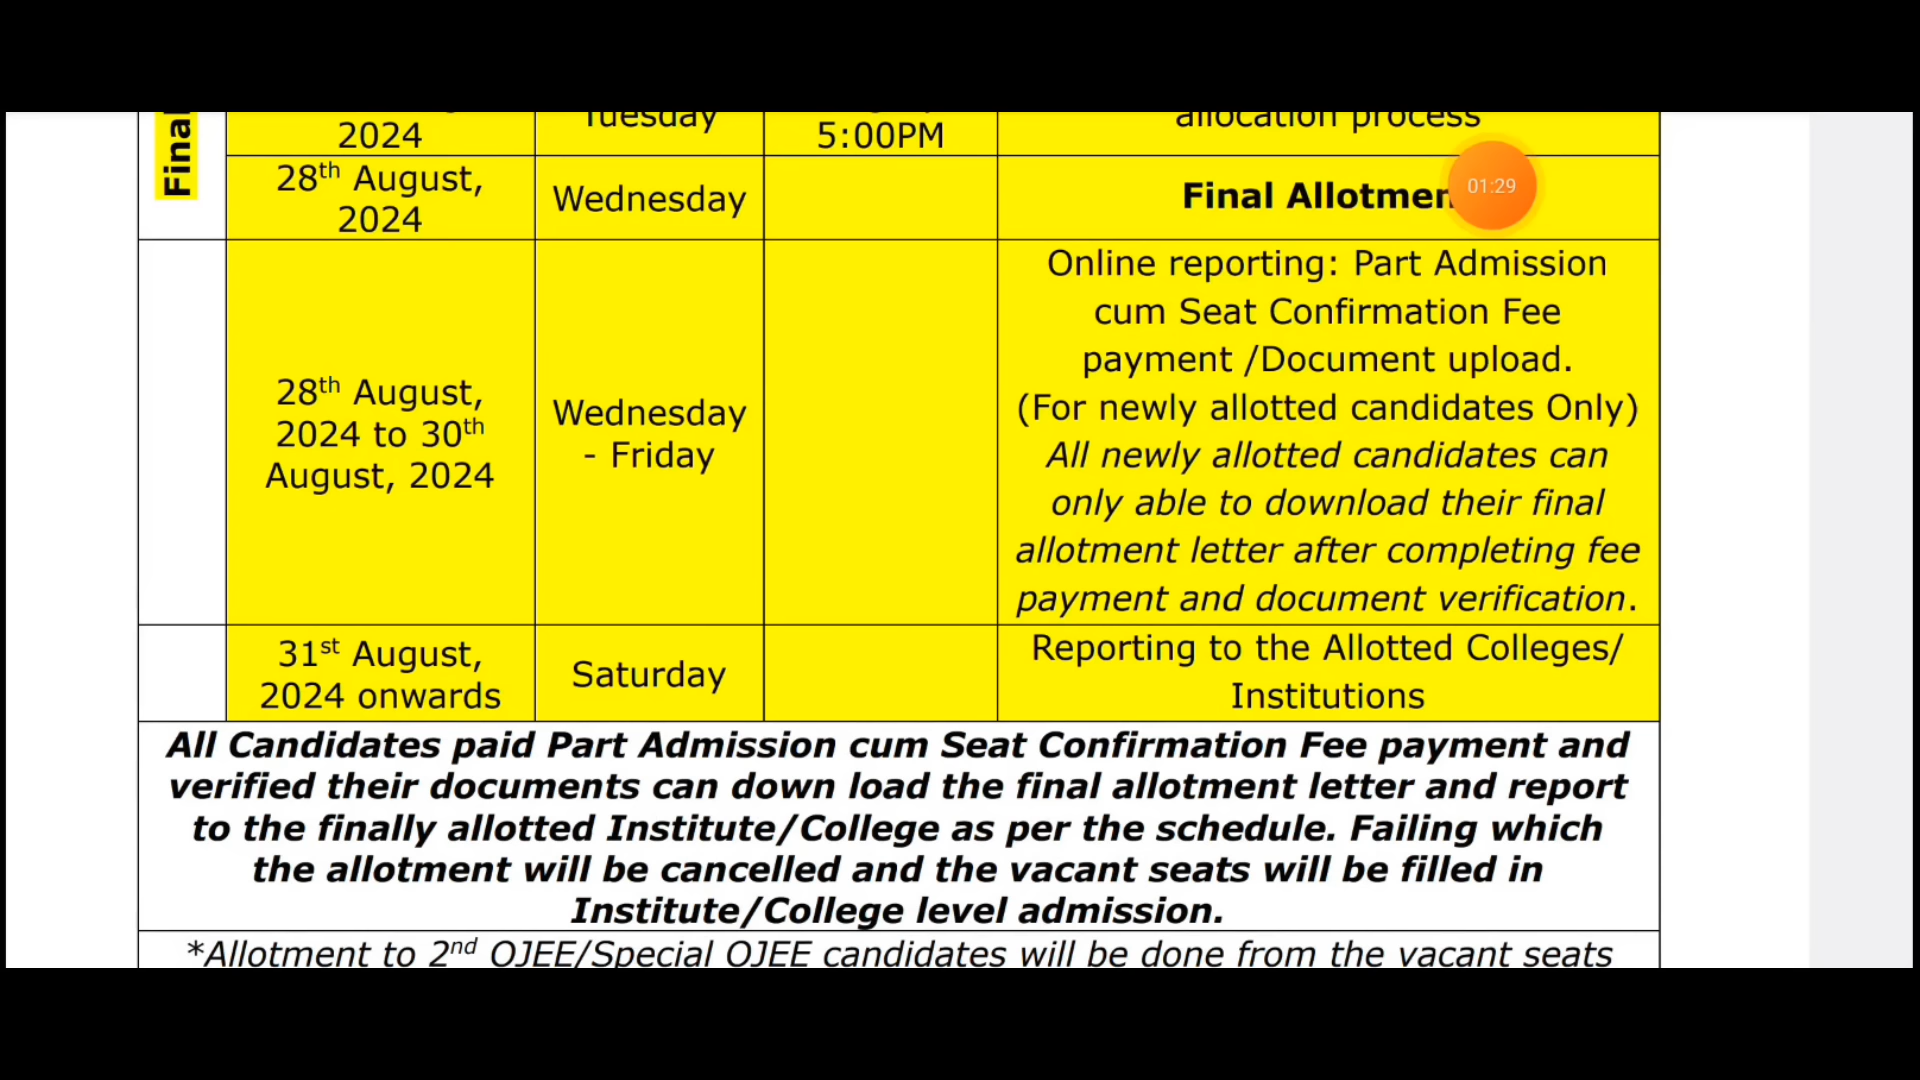 Final
2024
Tuesday
5:00PM
allocation process
28th August,
2024
Wednesday
Final Allotmen
01:29
28th August,
2024 to 30th
August, 2024
Wednesday
- Friday
Online reporting: Part Admission
cum Seat Confirmation Fee
payment /Document upload.
(For newly allotted candidates Only)
All newly allotted candidates can
only able to download their final
allotment letter after completing fee
payment and document verification.
31st August,
2024 onwards
Saturday
Reporting to the Allotted Colleges/
Institutions
All Candidates paid Part Admission cum Seat Confirmation Fee payment and
verified their documents can down load the final allotment letter and report
to the finally allotted Institute/College as per the schedule. Failing which
the allotment will be cancelled and the vacant seats will be filled in
Institute/College level admission.
*Allotment to 2nd OJEE/Special OJEE candidates will be done from the vacant seats